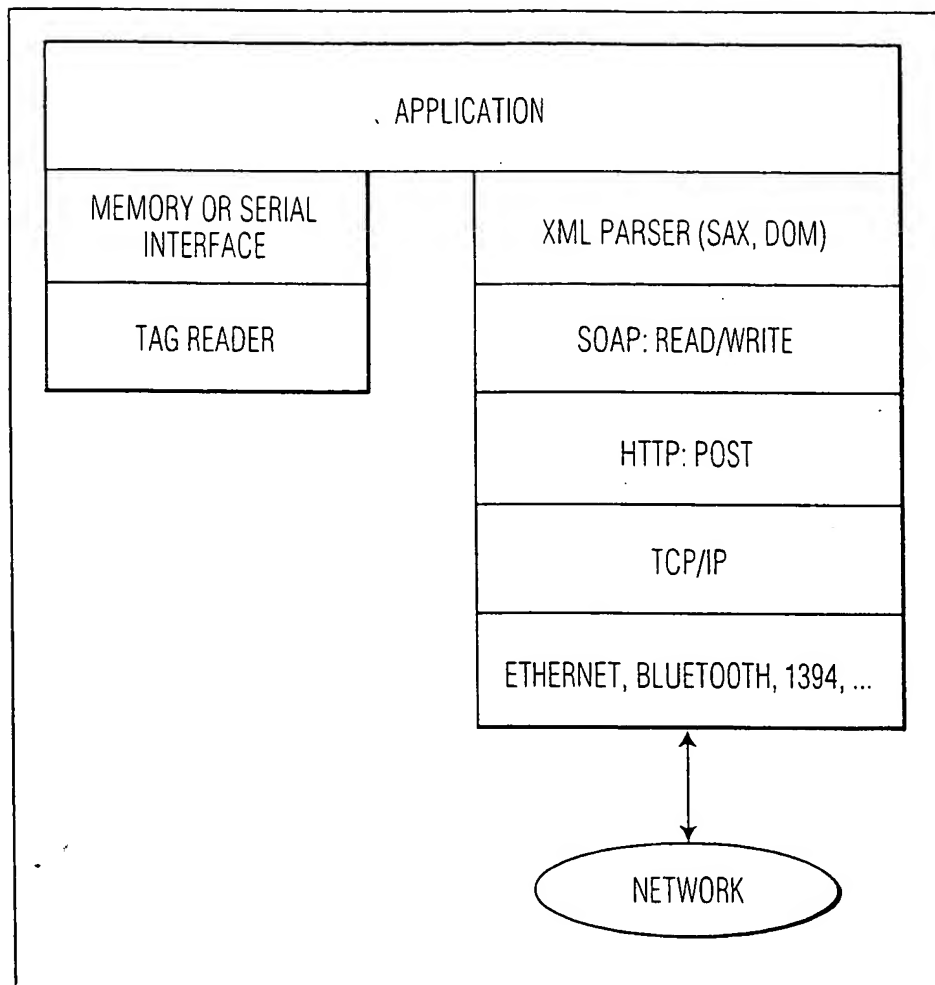 APPLICATION
MEMORY OR SERIAL
INTERFACE
TAG READER
XML PARSER (SAX, DOM)
SOAP: READ/WRITE
HTTP: POST
TCP/IP
ETHERNET, BLUETOOTH, 1394, ...
NETWORK